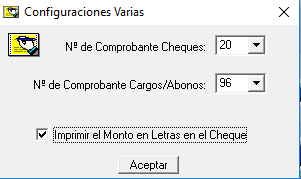 Configuraciones Varias
Nº de Comprobante Cheques: 20
Nº de Comprobante Cargos/Abonos: 96
Imprimir el Monto en Letras en el Cheque
Aceptar